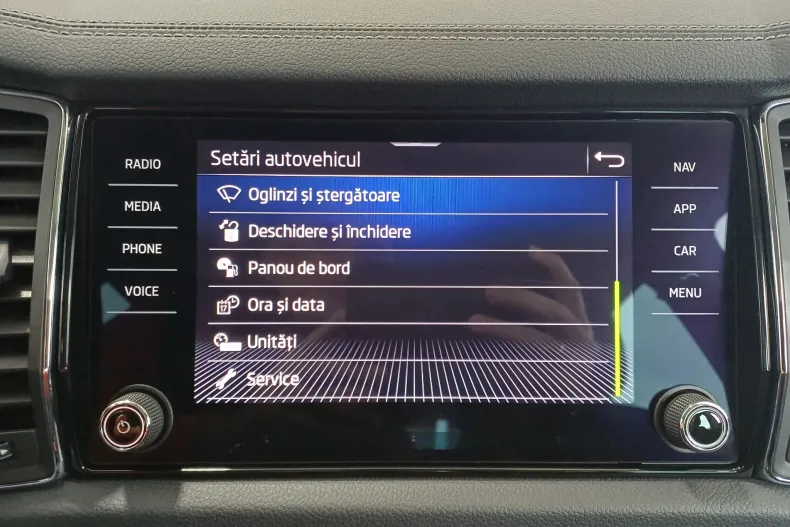 Setări autovehicul
RADIO
MEDIA
PHONE
VOICE
Oglinzi și ștergătoare
Deschidere și închidere
Panou de bord
17
Ora și data
Unități
Service
NAV
APP
CAR
MENU